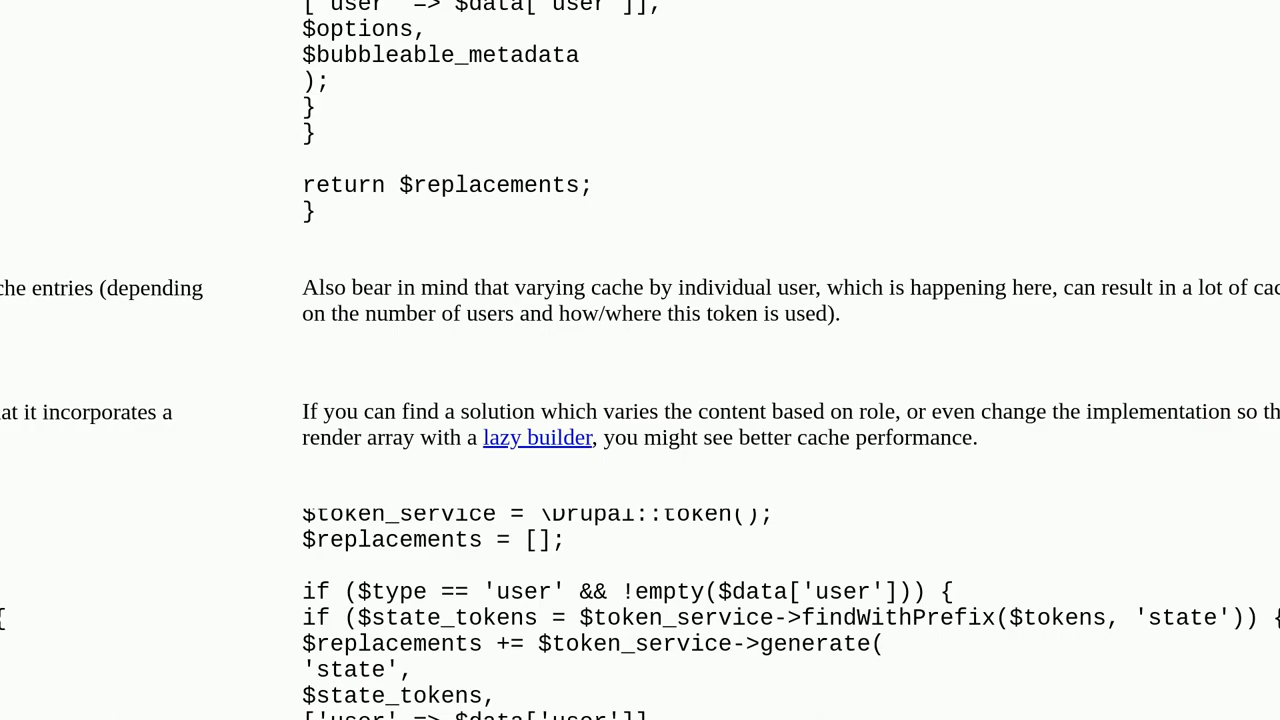 ['user' => $data['user']],
$options,
$bubbleable_metadata
);
}
}
return $replacements;
}
che entries (depending
Also bear in mind that varying cache by individual user, which is happening here, can result in a lot of cac
on the number of users and how/where this token is used).
at it incorporates a
If you can find a solution which varies the content based on role, or even change the implementation so th
render array with a lazy builder, you might see better cache performance.
$token_service = \Drupal::token();
$replacements = [];
if ($type == 'user' && !empty($data['user'])) {
{
if ($state_tokens = $token_service->findWithPrefix($tokens, 'state')) {
$replacements += $token_service->generate(
'state',
$state_tokens,
['user' => $data['user']],